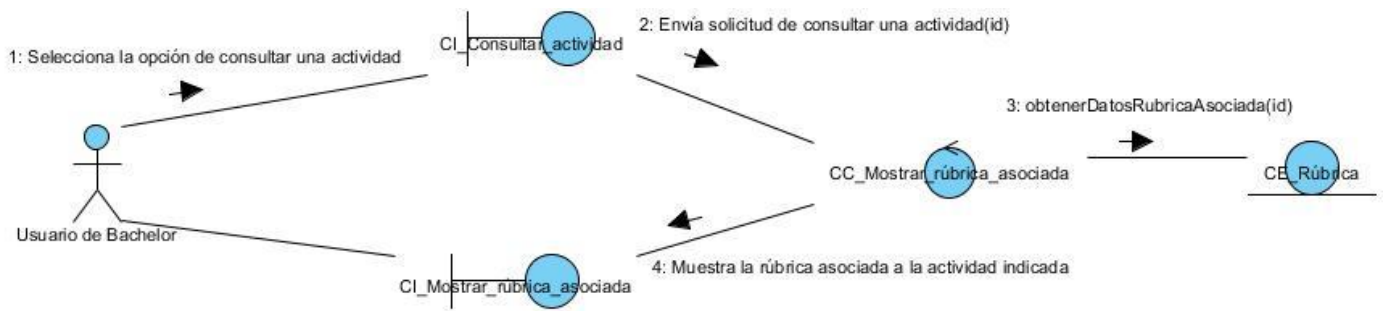 2: Envía solicitud de consultar una actividad(id)
CI_Consultar_actividad
1: Selecciona la opción de consultar una actividad
3: obtenerDatosRubricaAsociada(id)
CC_Mostrar_rúbrica_asociada
CE_Rúbrica
Usuario de Bachelor
4: Muestra la rúbrica asociada a la actividad indicada
CI_Mostrar_rúbrica_asociada